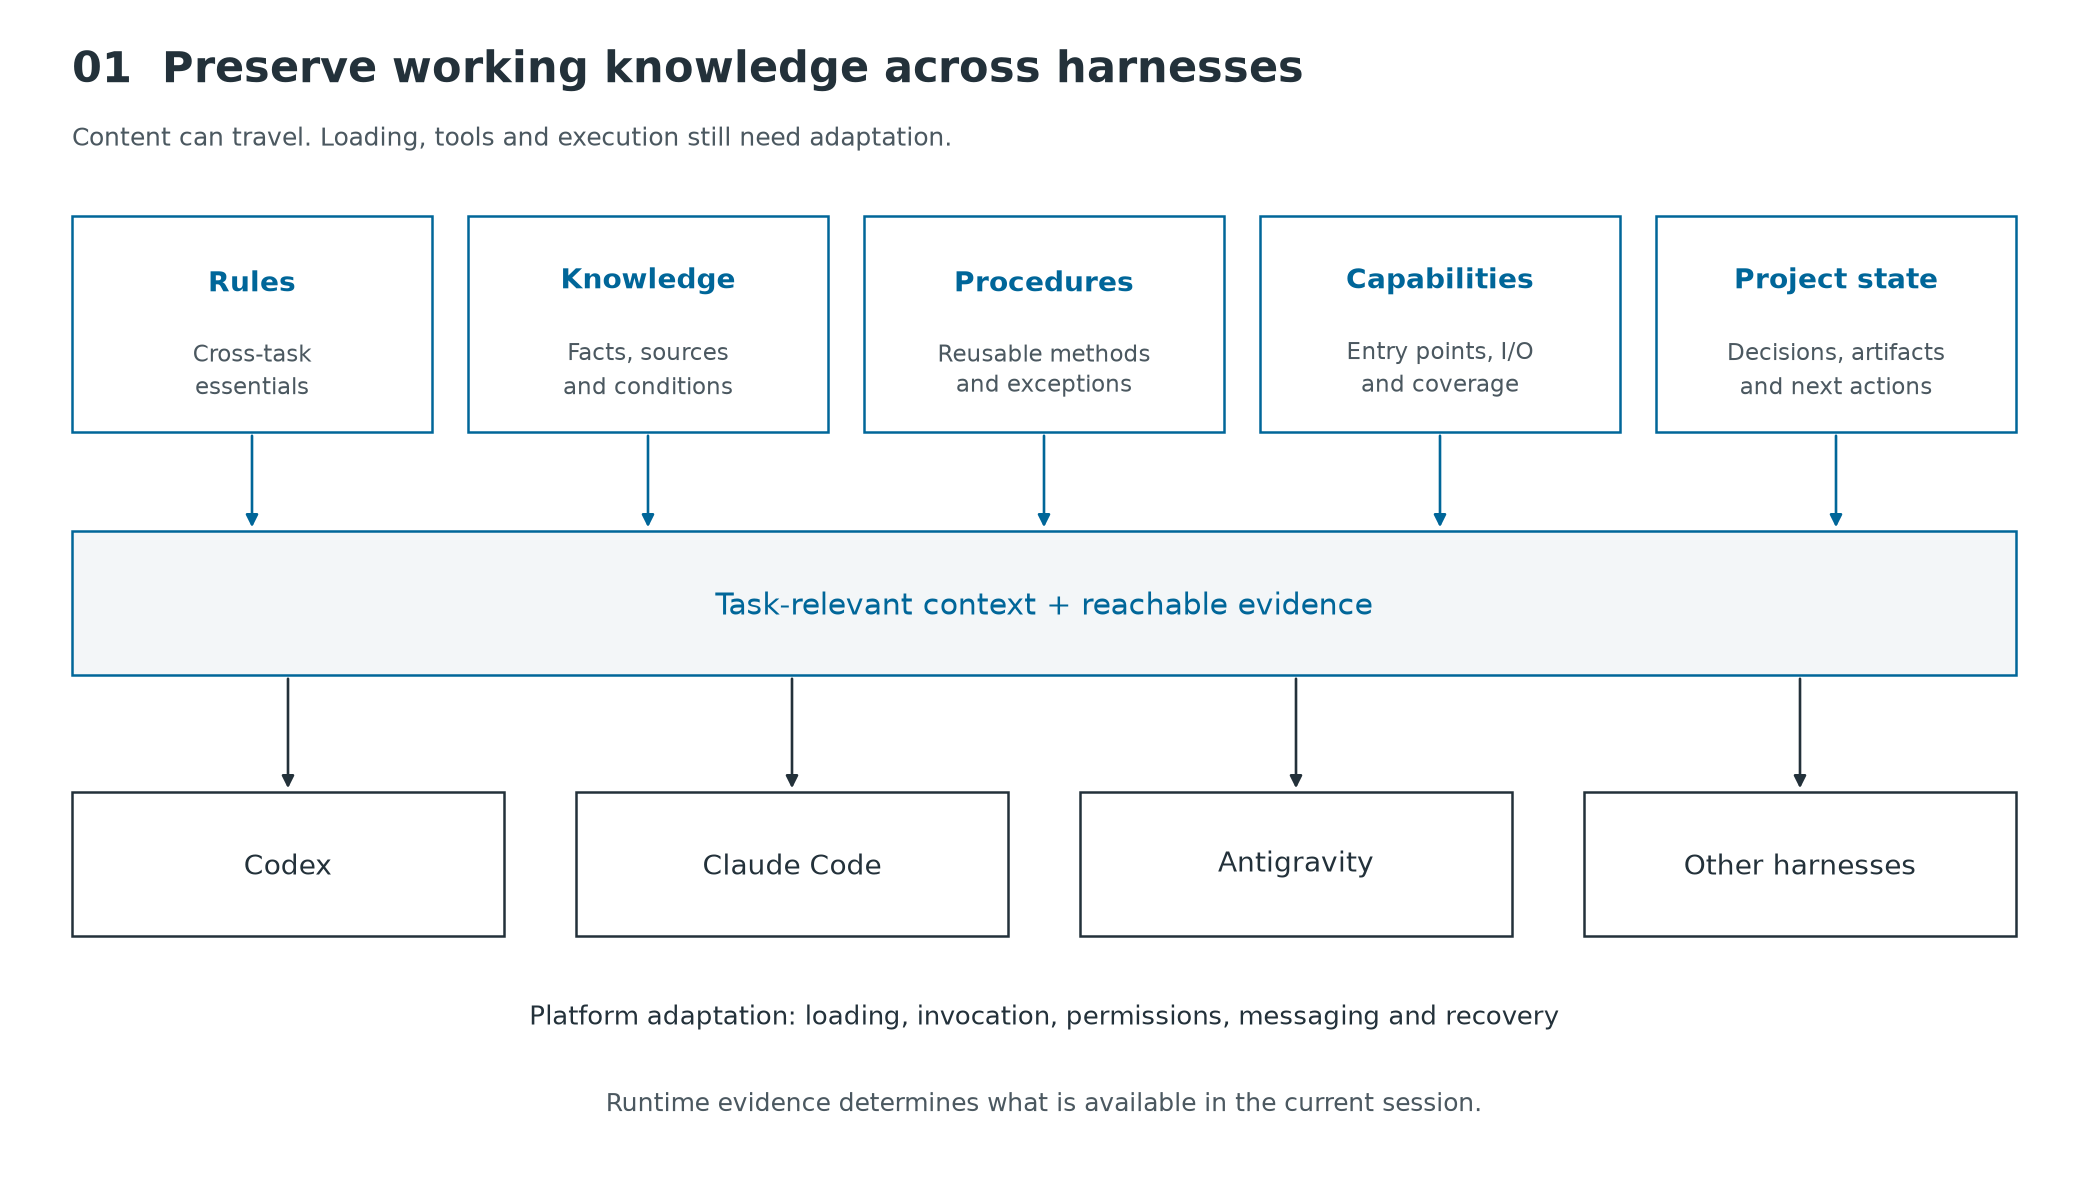 01 Preserve working knowledge across harnesses
Content can travel. Loading, tools and execution still need adaptation.
Rules
Cross-task
essentials
Knowledge
Facts, sources
and conditions
Procedures
Reusable methods
and exceptions
Capabilities
Entry points, I/O
and coverage
Project state
Decisions, artifacts
and next actions
Task-relevant context + reachable evidence
Codex
Claude Code
Antigravity
Other harnesses
Platform adaptation: loading, invocation, permissions, messaging and recovery
Runtime evidence determines what is available in the current session.